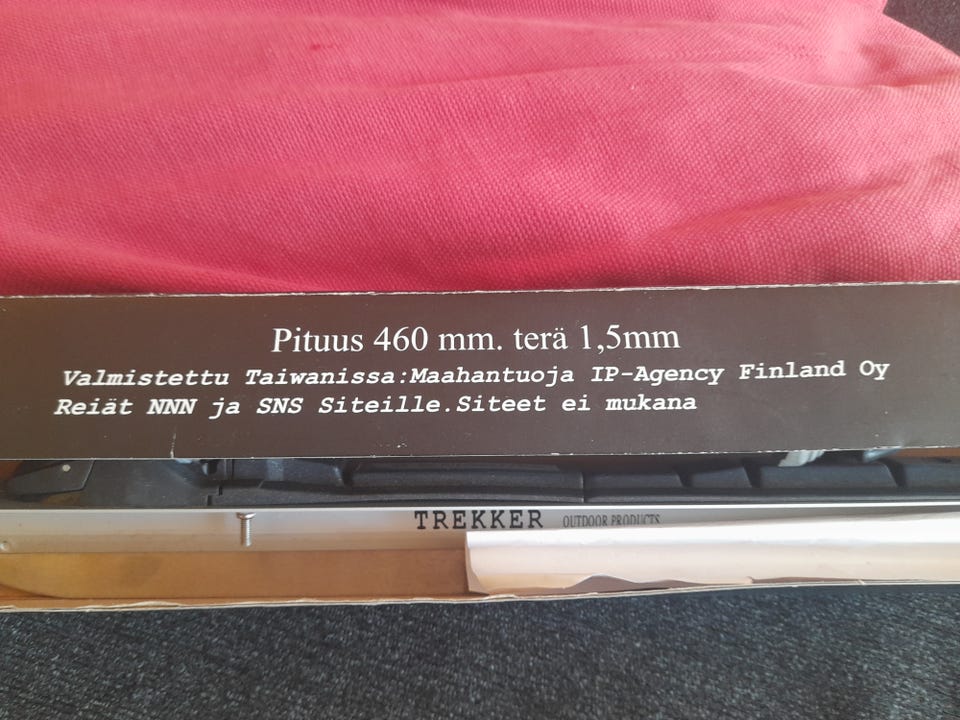 Pituus 460 mm. terä 1,5mm
Valmistettu Taiwanissa:Maahantuoja IP-Agency Finland Oy
Reiät NNN ja SNS Siteille.Siteet ei mukana
TREKKER OUTDOOR PRODUCTS